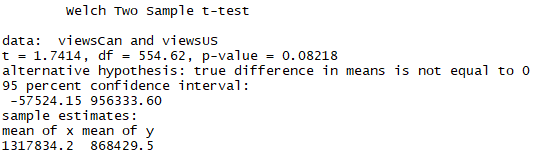 Welch Two Sample t-test
data:  viewsCan and viewsUS
t = 1.7414, df = 554.62, p-value = 0.08218
alternative hypothesis: true difference in means is not equal to 0
95 percent confidence interval:
 -57524.15 956333.60
sample estimates:
mean of x mean of y
1317834.2  868429.5